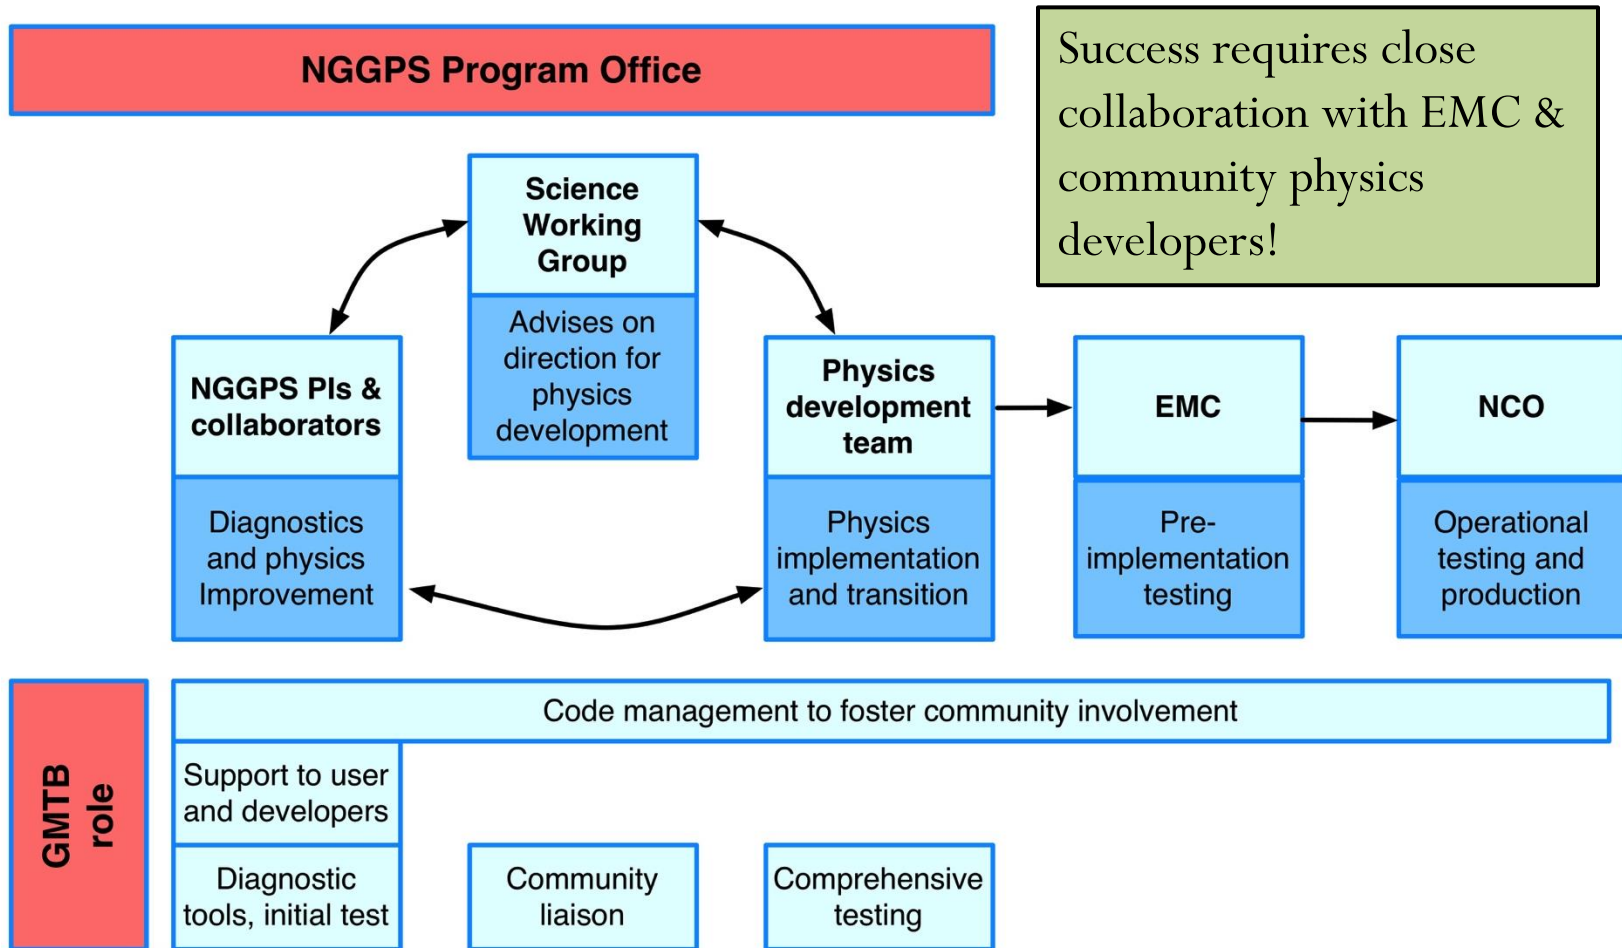 NGGPS Program Office
Success requires close
collaboration with EMC &
community physics
developers!
Science
Working
Group
Advises on
direction for
physics
development
NGGPS PIs &
collaborators
Diagnostics
and physics
Improvement
Physics
development
team
Physics
implementation
and transition
EMC
Pre-
implementation
testing
NCO
Operational
testing and
production
GMTB
role
Code management to foster community involvement
Support to user
and developers
Diagnostic
tools, initial test
Community
liaison
Comprehensive
testing